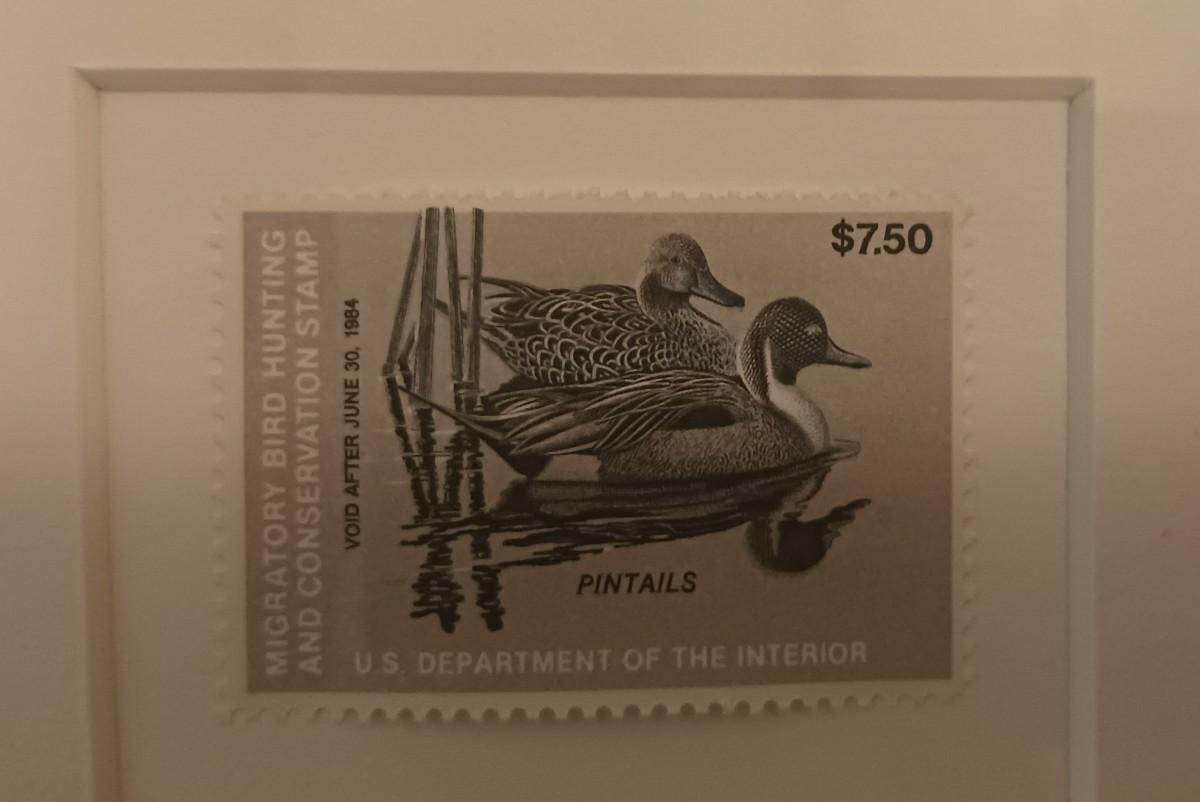 MIGRATORY BIRD HUNTING
AND CONSERVATION STAMP
VOID AFTER JUNE 30, 1984
$7.50
PINTAILS
U.S. DEPARTMENT OF THE INTERIOR